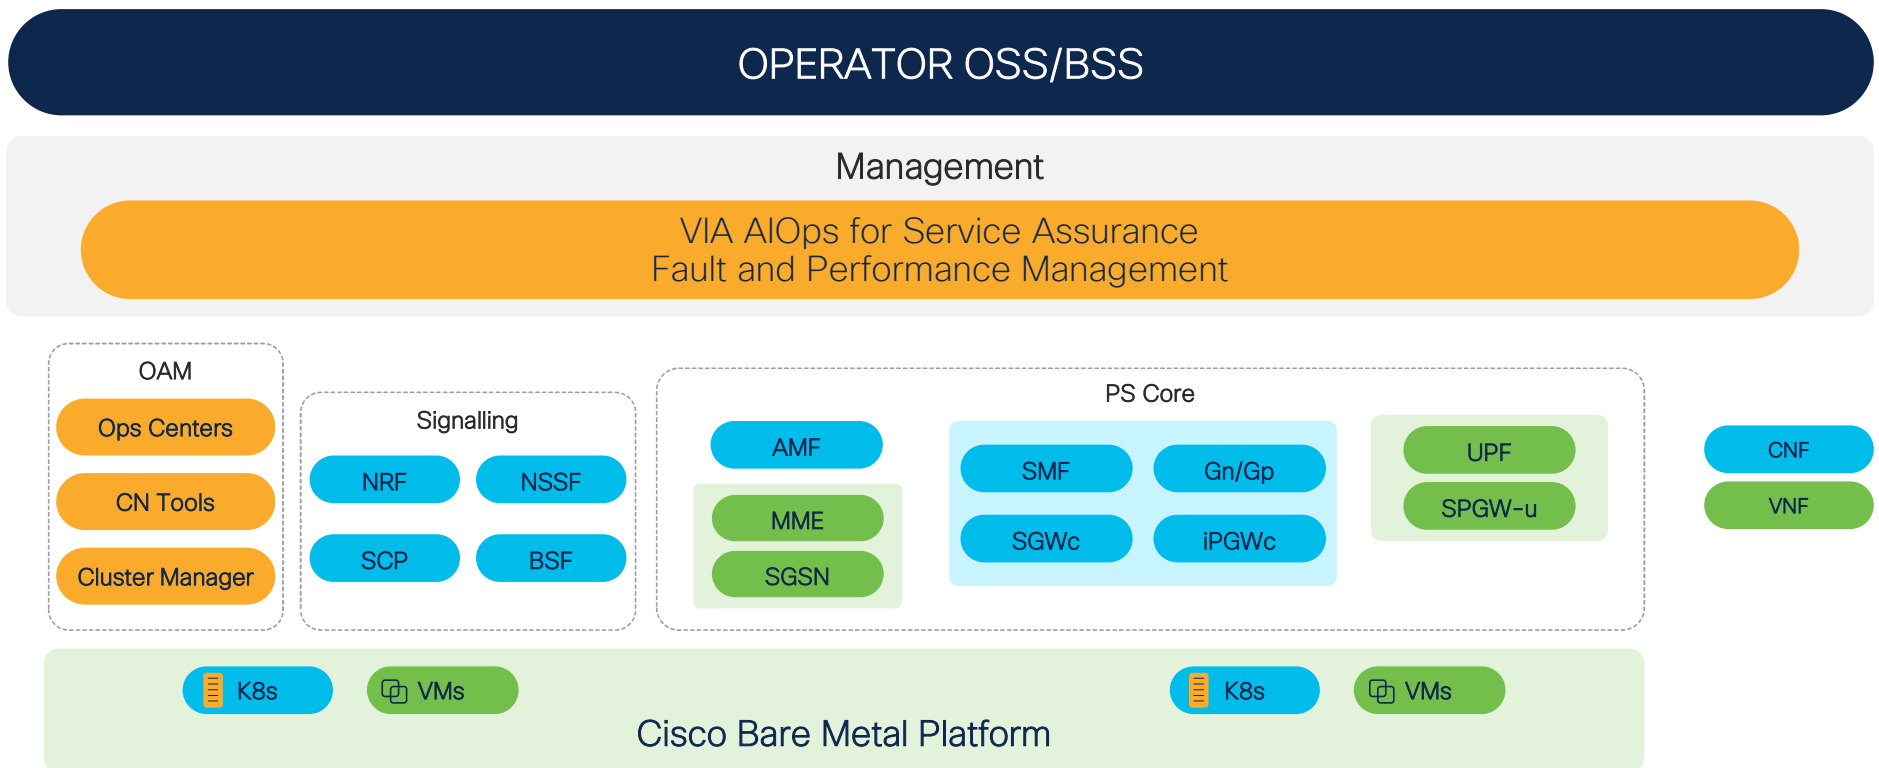 OPERATOR OSS/BSS
Management
VIA AIOps for Service Assurance
Fault and Performance Management
OAM
Ops Centers
CN Tools
Cluster Manager
Signalling
NRF
NSSF
SCP
BSF
PS Core
AMF
MME
SGSN
SMF
Gn/Gp
SGWc
iPGWc
UPF
SPGW-u
CNF
VNF
K8s
VMs
K8s
VMs
Cisco Bare Metal Platform